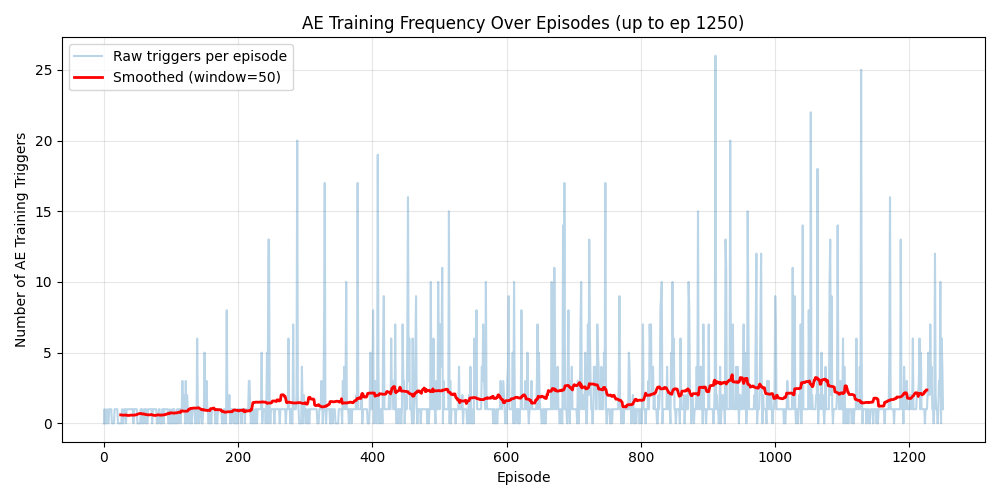 AE Training Frequency Over Episodes (up to ep 1250)
Raw triggers per episode
Smoothed (window=50)
Number of AE Training Triggers
25
20
15
10
5
0
0 200 400 600 800 1000 1200
Episode